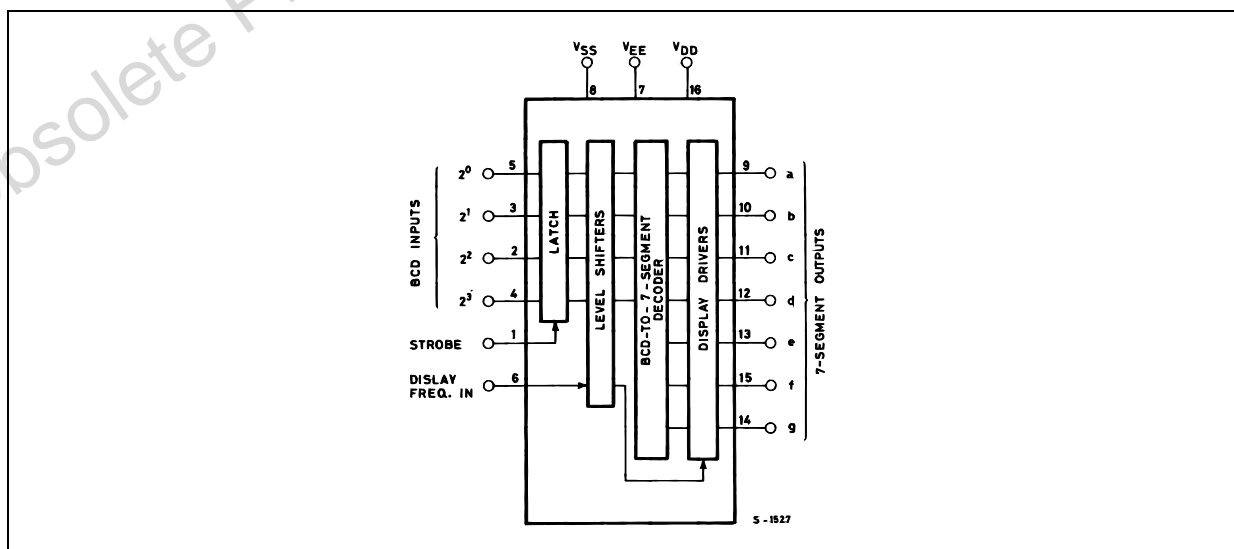 bsolete P
VSS VEE VDD
8 7 16
BCD INPUTS
2⁰ 5
2¹ 3
2² 2
2³ 4
STROBE 1
DISLAY 6
FREQ. IN
LATCH
LEVEL SHIFTERS
BCD-TO-7-SEGMENT
DECODER
DISPLAY DRIVERS
9 a
10 b
11 c
12 d
13 e
15 f
14 g
7-SEGMENT OUTPUTS
S-1527